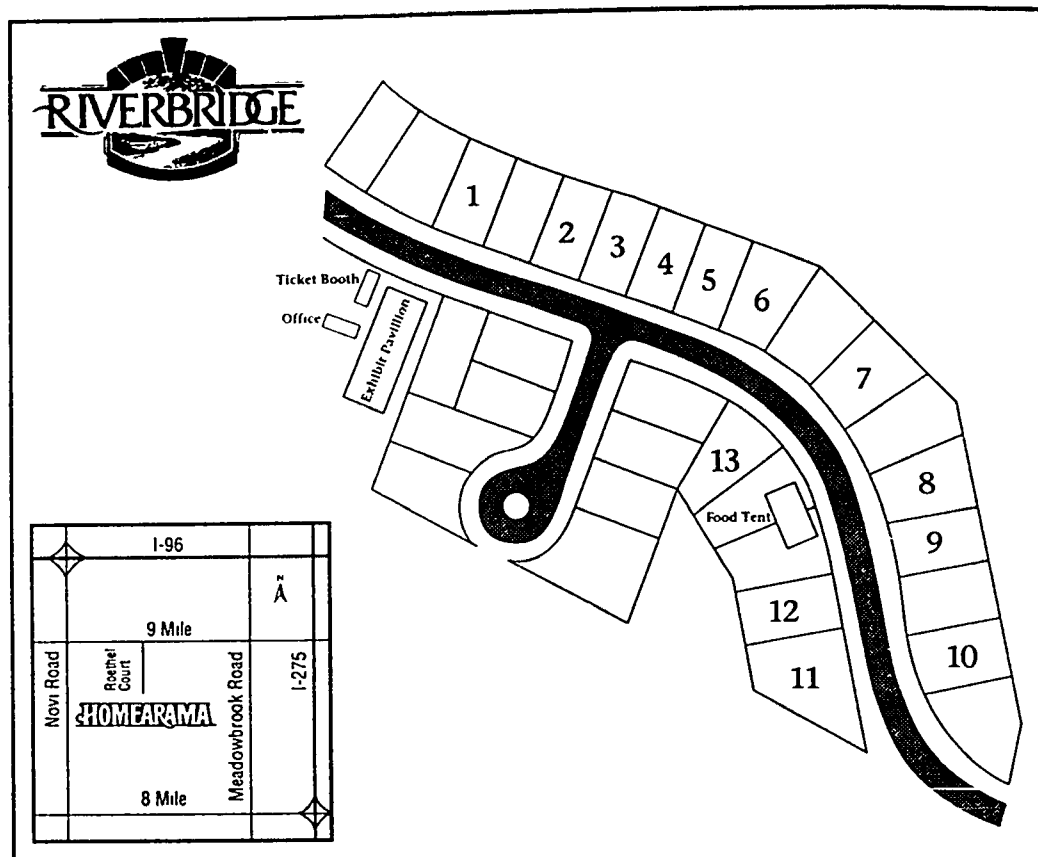 RIVERBRIDGE
1
2
3
4
5
6
7
8
9
10
11
12
13
Ticket Booth
Office
Exhibit Pavillion
Food Tent
I-96
N
9 Mile
Novi Road
Roethel
Court
HOMEARAMA
Meadowbrook Road
I-275
8 Mile